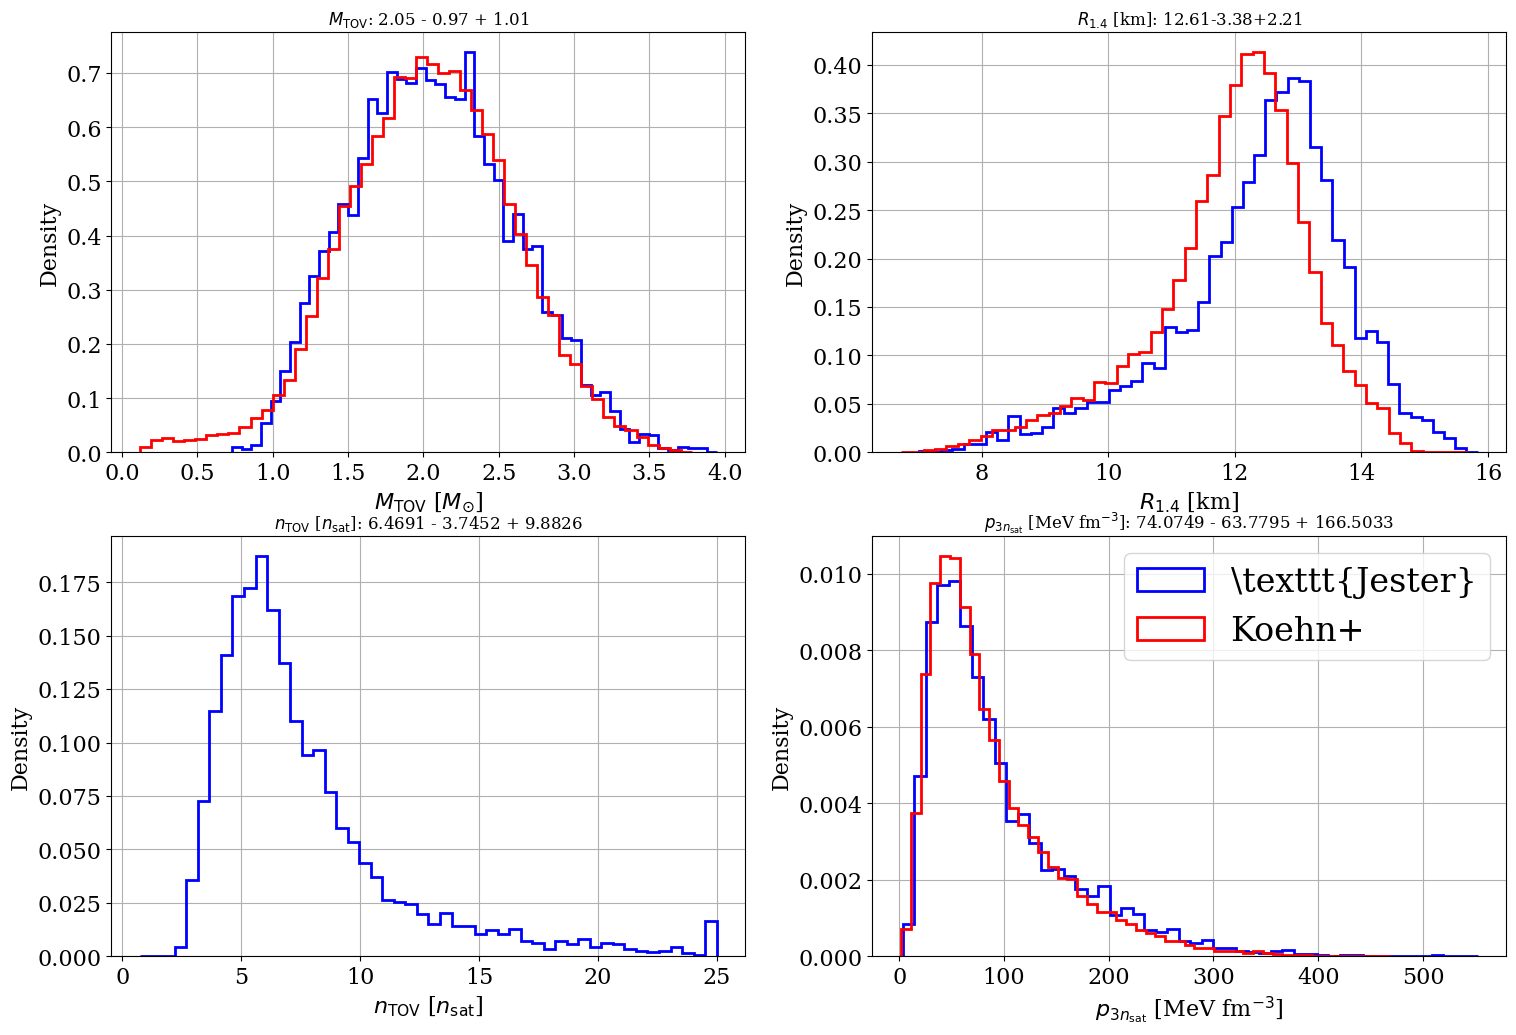 M_TOV: 2.05 - 0.97 + 1.01
0.7
0.6
0.5
0.4
0.3
0.2
0.1
0.0
Density
0.0 0.5 1.0 1.5 2.0 2.5 3.0 3.5 4.0
M_TOV [M_⊙]
R_1.4 [km]: 12.61-3.38+2.21
0.40
0.35
0.30
0.25
0.20
0.15
0.10
0.05
0.00
Density
8 10 12 14 16
R_1.4 [km]
n_TOV [n_sat]: 6.4691 - 3.7452 + 9.8826
0.175
0.150
0.125
0.100
0.075
0.050
0.025
0.000
Density
0 5 10 15 20 25
n_TOV [n_sat]
p_3n_sat [MeV fm^−3]: 74.0749 - 63.7795 + 166.5033
0.010
0.008
0.006
0.004
0.002
0.000
Density
\texttt{Jester}
Koehn+
0 100 200 300 400 500
p_3n_sat [MeV fm^−3]